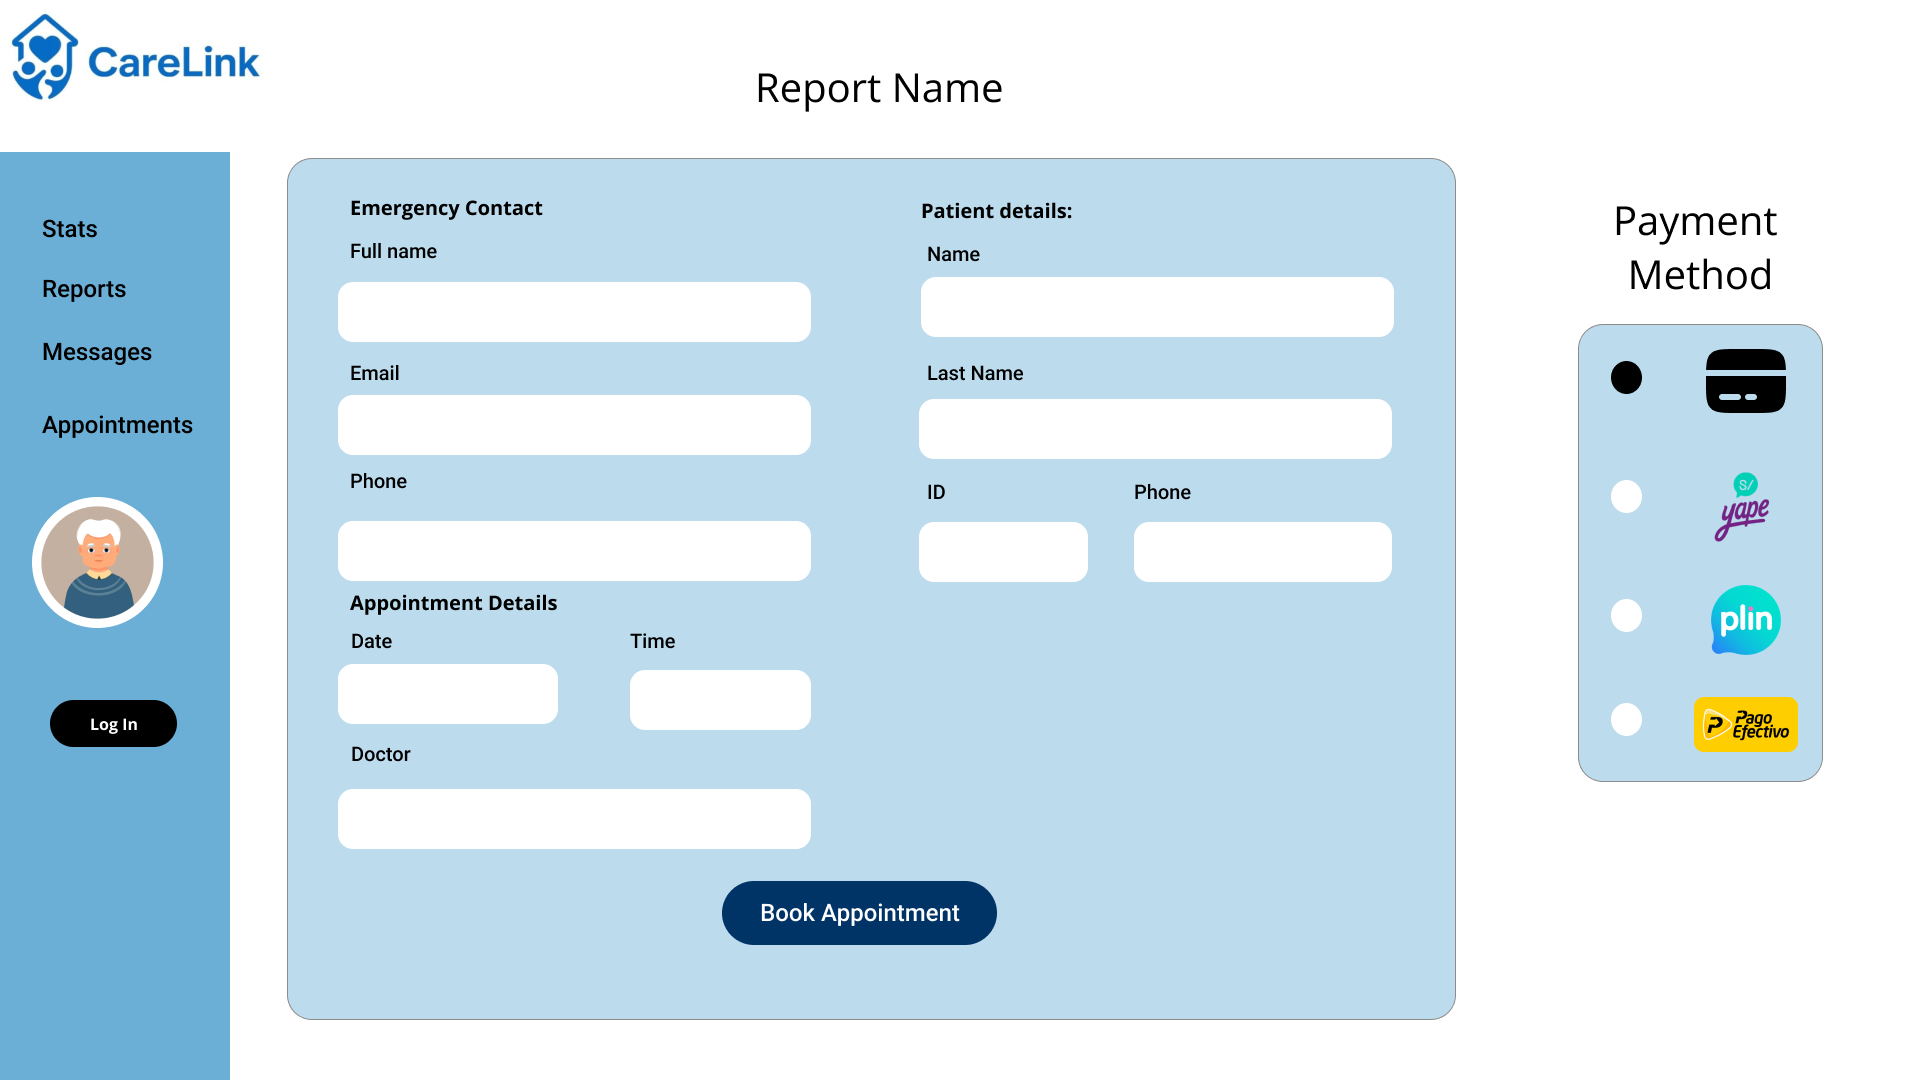 CareLink
Report Name
Stats
Reports
Messages
Appointments
Log In
Emergency Contact
Full name
Email
Phone
Appointment Details
Date
Time
Doctor
Patient details:
Name
Last Name
ID
Phone
Book Appointment
Payment
Method
S/
yape
plin
P Pago
Efectivo